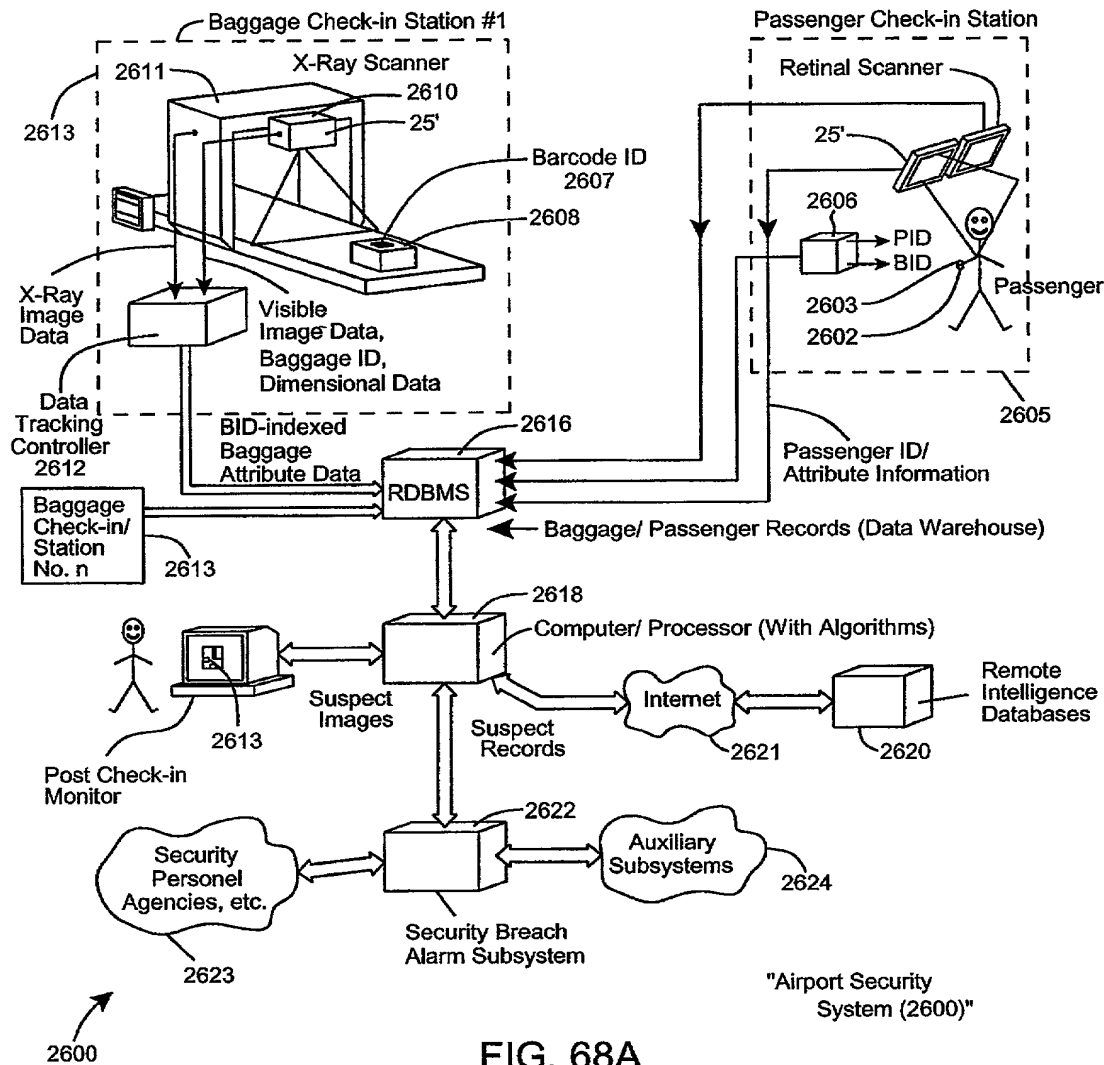 Baggage Check-in Station #1
Passenger Check-in Station
X-Ray Scanner
2611
2610
25'
2613
Barcode ID
2607
2608
Retinal Scanner
25'
2606
PID
BID
2603
2602
Passenger
X-Ray
Image
Data
Visible
Image Data,
Baggage ID,
Dimensional Data
2605
Data
Tracking
Controller
2612
BID-indexed
Baggage
Attribute Data
2616
RDBMS
Passenger ID/
Attribute Information
Baggage
Check-in/
Station
No. n
2613
Baggage/ Passenger Records (Data Warehouse)
2618
Computer/ Processor (With Algorithms)
Suspect
Images
2613
Post Check-in
Monitor
Suspect
Records
Internet
2621
Remote
Intelligence
Databases
2620
2622
Security
Personel
Agencies, etc.
2623
Auxiliary
Subsystems
2624
Security Breach
Alarm Subsystem
"Airport Security
System (2600)"
2600
FIG. 68A